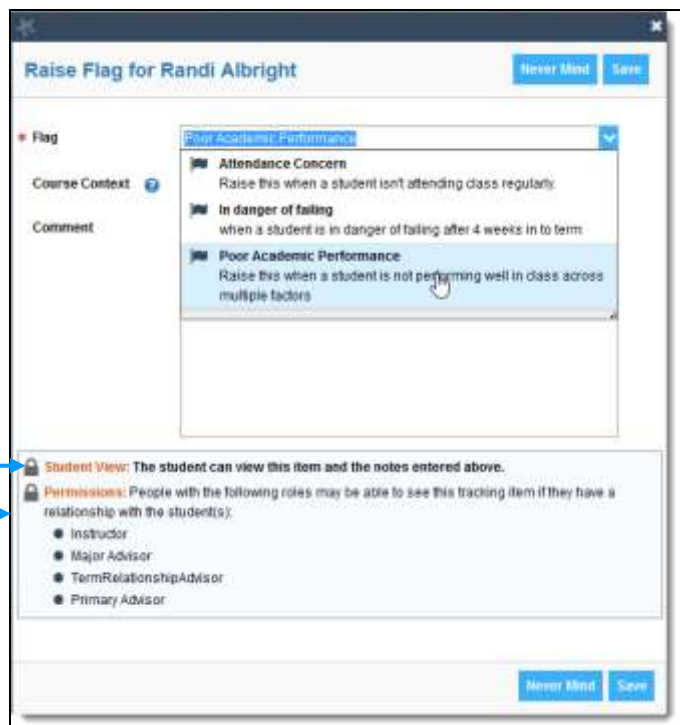 Raise Flag for Randi Albright
Never Mind
Save
* Flag
Poor Academic Performance
Attendance Concern
Raise this when a student isn't attending class regularly.
Course Context ?
In danger of failing
when a student is in danger of failing after 4 weeks in to term
Comment
Poor Academic Performance
Raise this when a student is not performing well in class across
multiple factors
Student View: The student can view this item and the notes entered above.
Permissions: People with the following roles may be able to see this tracking item if they have a
relationship with the student(s):
Instructor
Major Advisor
TermRelationshipAdvisor
Primary Advisor
Never Mind
Save